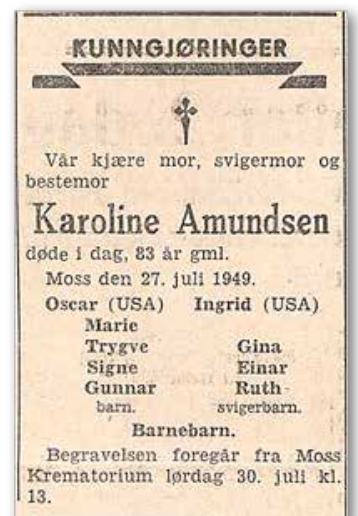 KUNNGJØRINGER
Vår kjære mor, svigermor og
bestemor
Karoline Amundsen
døde i dag, 83 år gml.
Moss den 27. juli 1949.
Oscar (USA) Ingrid (USA)
Marie
Trygve Gina
Signe Einar
Gunnar Ruth
barn. svigerbarn.
Barnebarn.
Begravelsen foregår fra Moss
Krematorium lørdag 30. juli kl.
13.